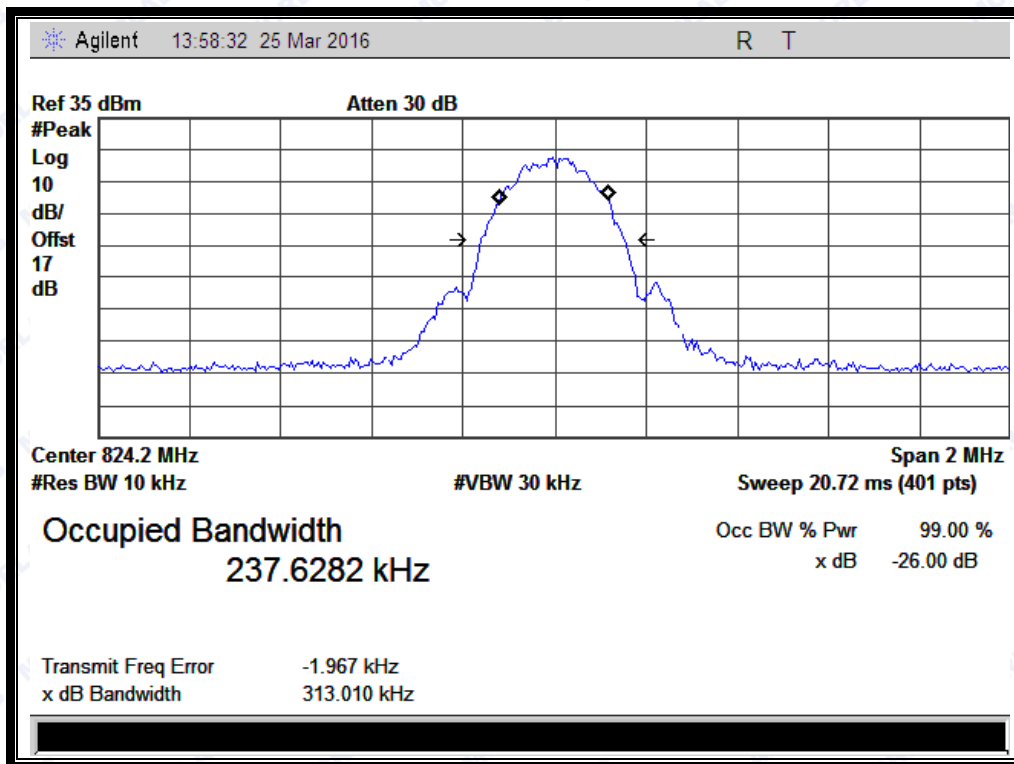 Agilent 13:58:32 25 Mar 2016 R T
Ref 35 dBm Atten 30 dB
#Peak
Log
10
dB/
Offst
17
dB
Center 824.2 MHz Span 2 MHz
#Res BW 10 kHz #VBW 30 kHz Sweep 20.72 ms (401 pts)
Occupied Bandwidth Occ BW % Pwr 99.00 %
237.6282 kHz x dB -26.00 dB
Transmit Freq Error -1.967 kHz
x dB Bandwidth 313.010 kHz